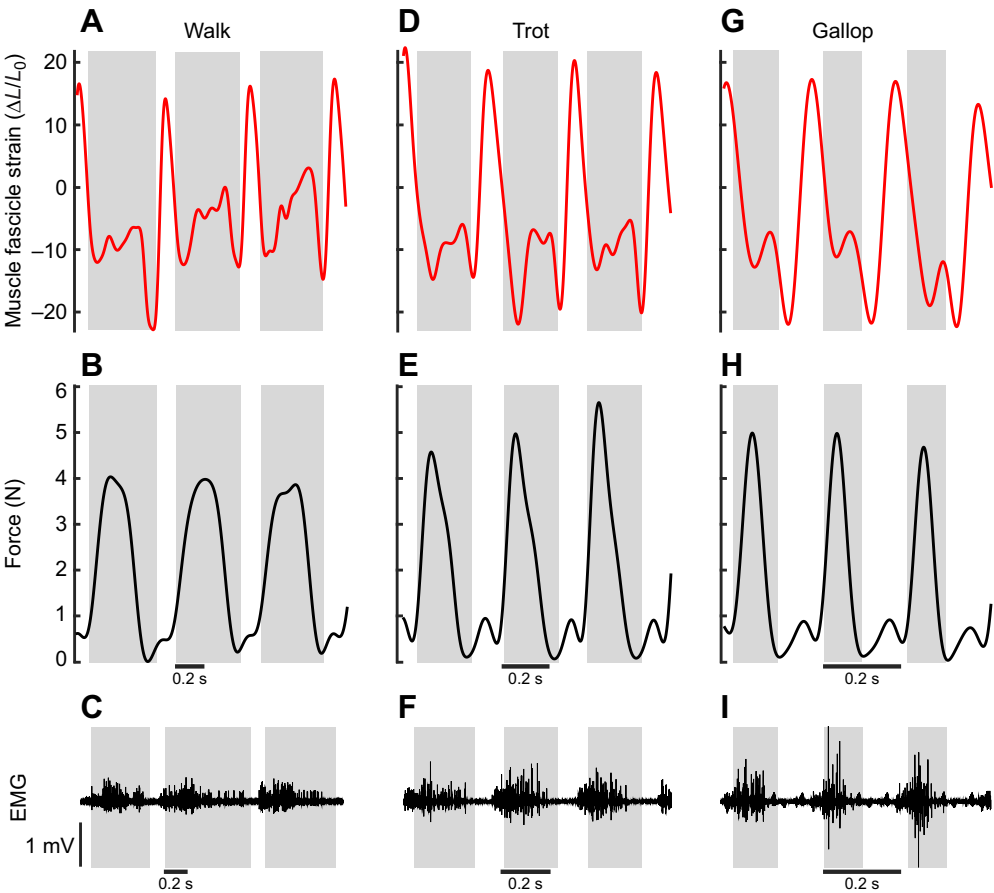 A
Walk
D
Trot
G
Gallop
Muscle fascicle strain (ΔL/L0)
20
10
0
–10
–20
B
E
H
Force (N)
6
5
4
3
2
1
0
0.2 s
0.2 s
0.2 s
C
F
I
EMG
1 mV
0.2 s
0.2 s
0.2 s